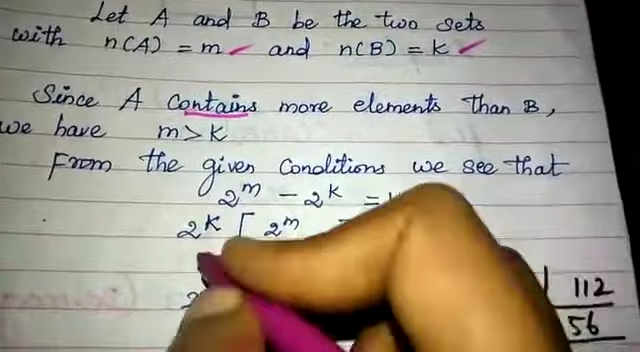 Let A and B be the two sets
with n(A) = m and n(B) = k
Since A contains more elements than B,
we have m > k
From the given conditions we see that
2^m - 2^k =
2^k [ 2^m
2
112
56